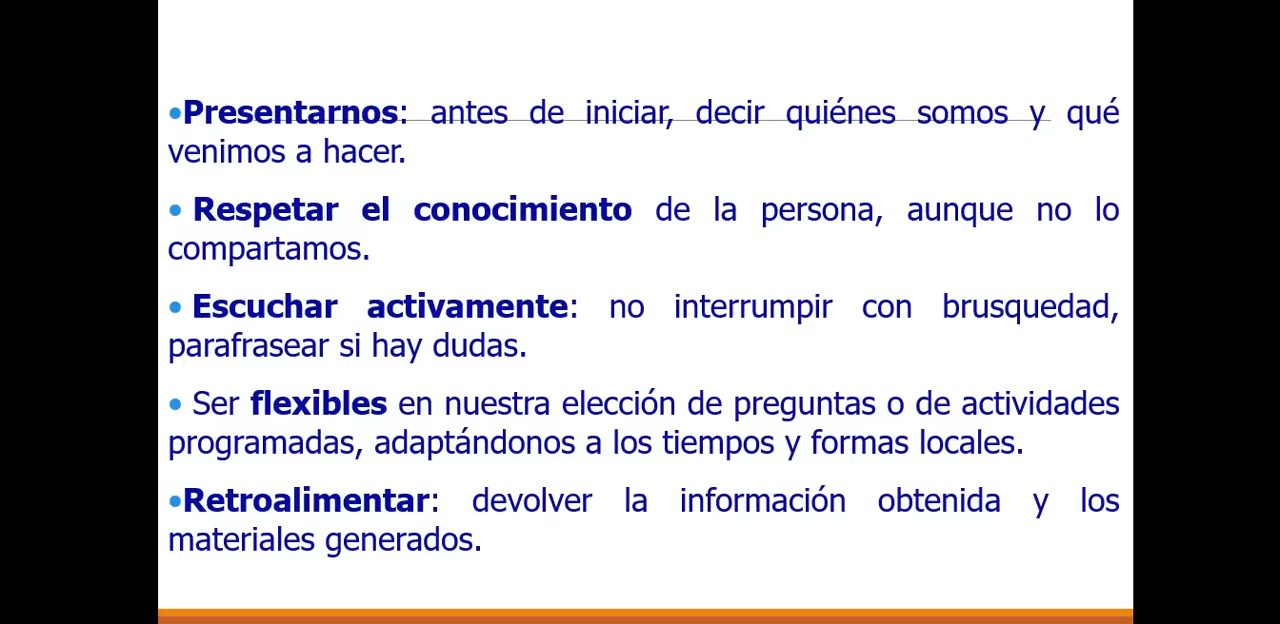 •Presentarnos: antes de iniciar, decir quiénes somos y qué
venimos a hacer.
• Respetar el conocimiento de la persona, aunque no lo
compartamos.
• Escuchar activamente: no interrumpir con brusquedad,
parafrasear si hay dudas.
• Ser flexibles en nuestra elección de preguntas o de actividades
programadas, adaptándonos a los tiempos y formas locales.
•Retroalimentar: devolver la información obtenida y los
materiales generados.